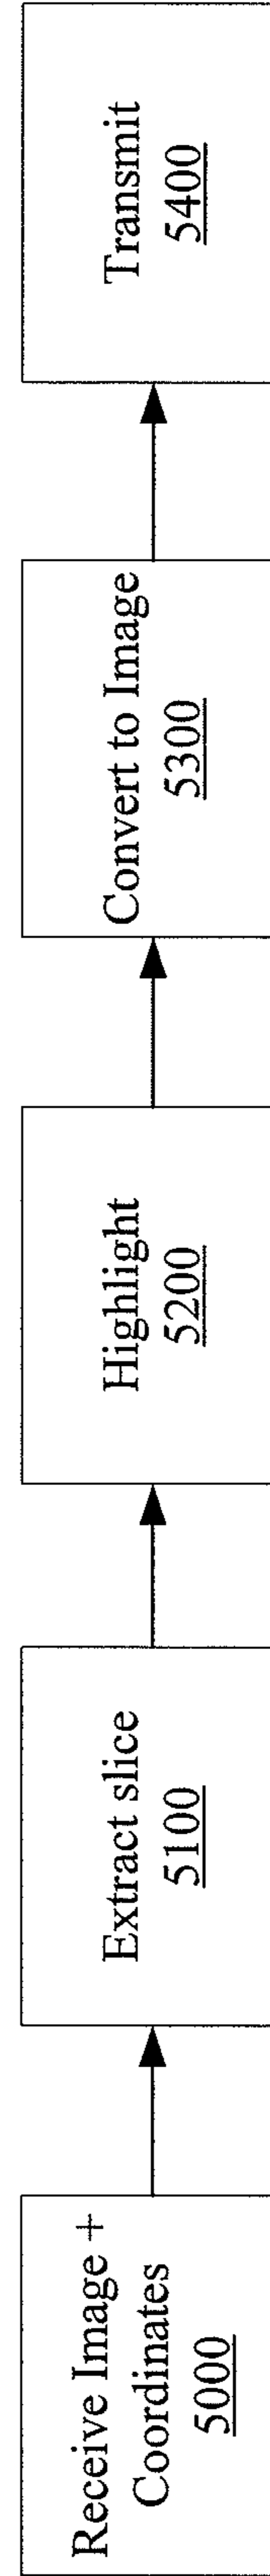 Receive Image +
Coordinates
5000
Extract slice
5100
Highlight
5200
Convert to Image
5300
Transmit
5400